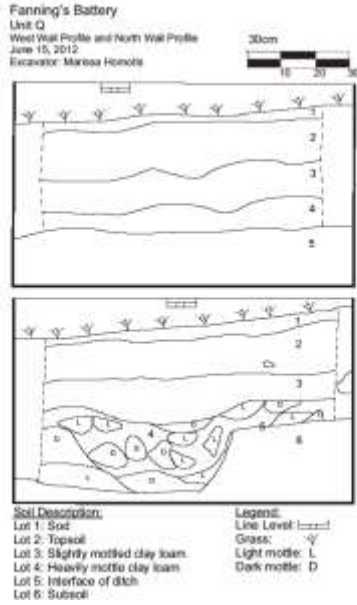 Fanning's Battery
Unit Q
West Wall Profile and North Wall Profile
June 15, 2012
Excavator: Marissa
30cm
10 20 30
1
2
3
4
5
1
2
3
L
D
L
L
D
4
L
D
L
5
L
6
D
D
D
L
L
D
D
Soil Description:
Lot 1: Sod
Lot 2: Topsoil
Lot 3: Slightly mottled clay loam
Lot 4: Heavily mottle clay loam
Lot 5: Interface of ditch
Lot 6: Subsoil
Legend:
Line Level:
Grass:
Light mottle: L
Dark mottle: D